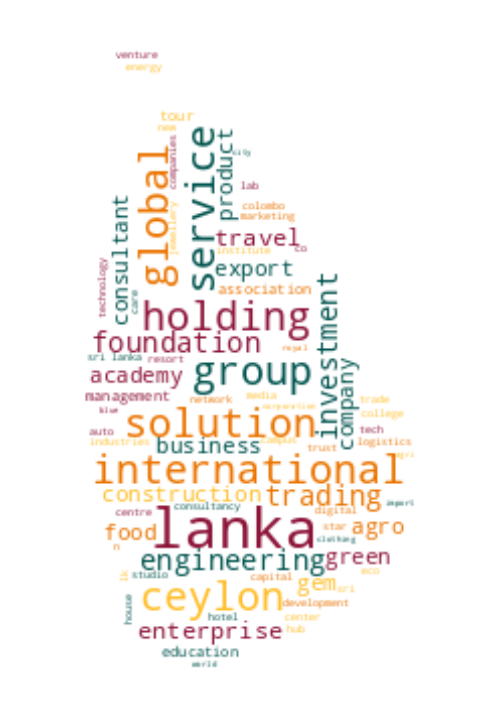 venture
energy
tour
new
service
product
city
global
companies
lab
jewellery
colombo
marketing
consultant
travel
institute
co
export
technology
care
association
holding
investment
foundation
royal
sri lanka
resort
group
company
academy
management
network
media
corporation
trade
blue
solution
college
auto
tech
industries
business
campus
trust
logistics
agri
international
construction
trading
import
centre
consultancy
digital
lanka
food
star
agro
n
clothing
engineering
green
lk
studio
capital
gem
sri
eco
ceylon
development
house
hotel
center
enterprise
hub
education
world